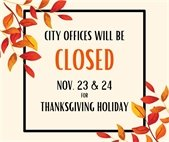 CITY OFFICES WILL BE
CLOSED
NOV. 23 & 24
FOR
THANKSGIVING HOLIDAY